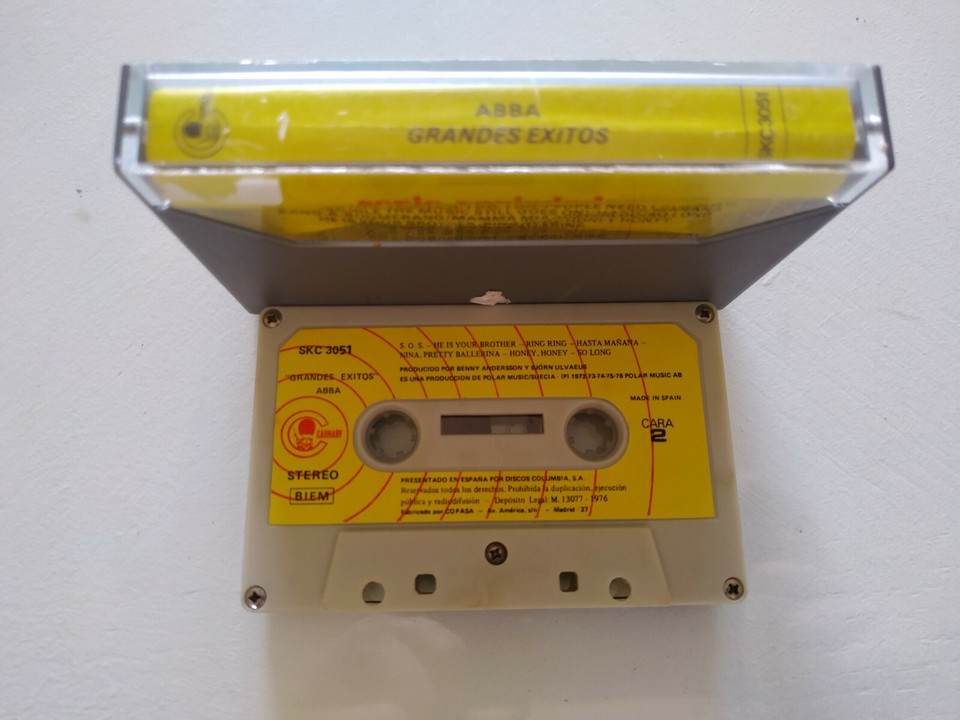 ABBA
GRANDES EXITOS
SKC 3051
SKC 3051
S. O. S. – HE IS YOUR BROTHER – RING RING – HASTA MAÑANA –
NINA, PRETTY BALLERINA – HONEY, HONEY – SO LONG
PRODUCIDO POR BENNY ANDERSSON Y BJÖRN ULVAEUS
ES UNA PRODUCCION DE POLAR MUSIC/SUECIA - (P) 1972-73-74-75-76 POLAR MUSIC AB
"GRANDES EXITOS"
ABBA
MADE IN SPAIN
CARNABY
CARA
2
STEREO
BIEM
PRESENTADO EN ESPAÑA POR DISCOS COLUMBIA, S.A.
Reservados todos los derechos. Prohibida la duplicación, ejecución
pública y radiodifusión – Depósito Legal: M. 13077 - 1976
Fabricado por COFASA – Av. América, s/n – Madrid - 27